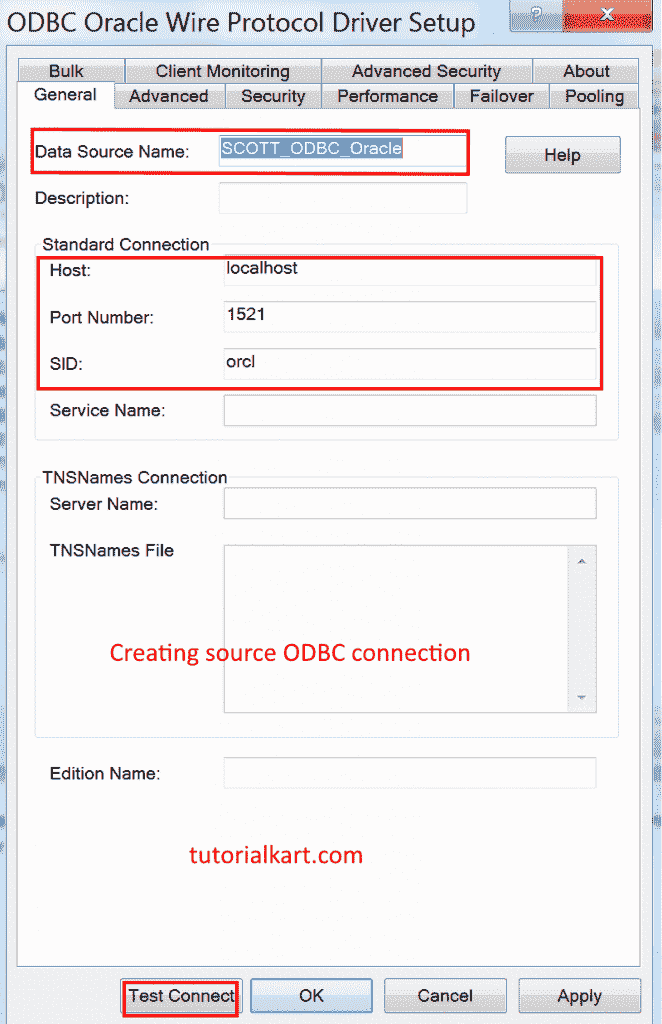 ODBC Oracle Wire Protocol Driver Setup
?
Bulk Client Monitoring Advanced Security About
General Advanced Security Performance Failover Pooling
Data Source Name: SCOTT_ODBC_Oracle
Help
Description:
Standard Connection
Host: localhost
Port Number: 1521
SID: orcl
Service Name:
TNSNames Connection
Server Name:
TNSNames File
Creating source ODBC connection
Edition Name:
tutorialkart.com
Test Connect OK Cancel Apply